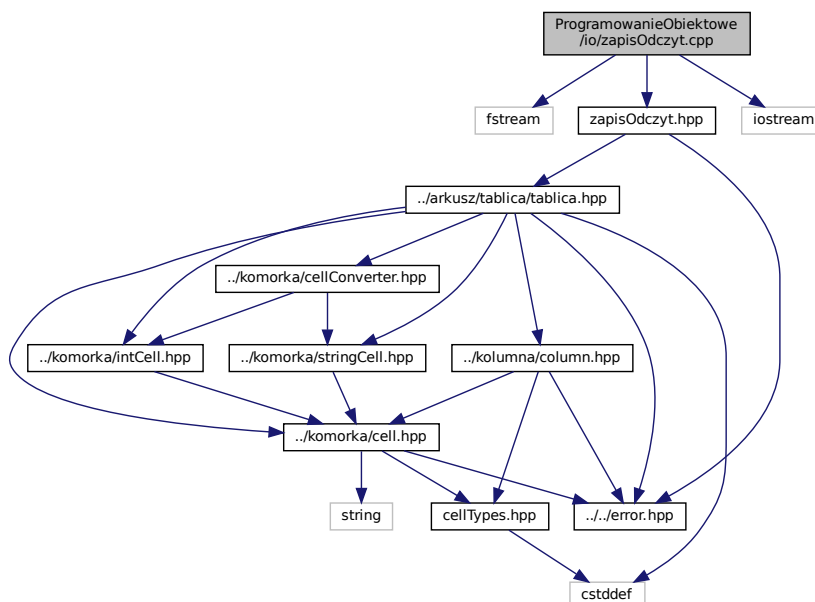 ProgramowanieObiektowe
/io/zapisOdczyt.cpp
fstream
zapisOdczyt.hpp
iostream
../arkusz/tablica/tablica.hpp
../komorka/cellConverter.hpp
../komorka/intCell.hpp
../komorka/stringCell.hpp
../kolumna/column.hpp
../komorka/cell.hpp
string
cellTypes.hpp
../../error.hpp
cstddef